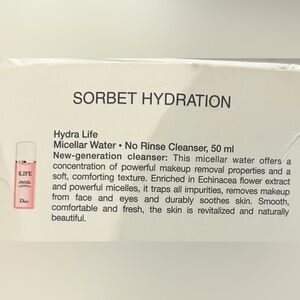 SORBET HYDRATION
Hydra Life
Micellar Water • No Rinse Cleanser, 50 ml
New-generation cleanser: This micellar water offers a
concentration of powerful makeup removal properties and a
soft, comforting texture. Enriched in Echinacea flower extract
and powerful micelles, it traps all impurities, removes makeup
from face and eyes and durably soothes skin. Smooth,
comfortable and fresh, the skin is revitalized and naturally
beautiful.
LIFE
Dior